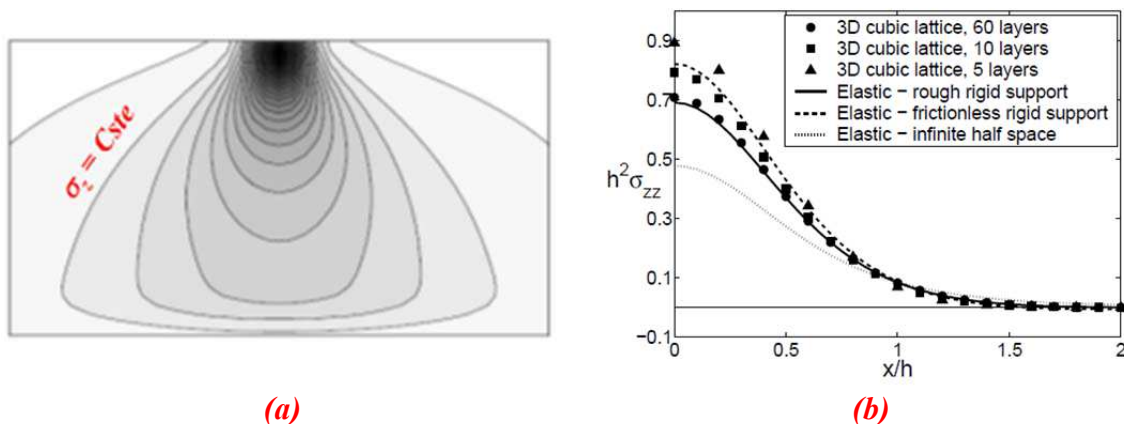 σz = Cste
(a)
0.9
0.7
0.5
h²σzz
0.3
0.1
−0.1
0
0.5
1
1.5
2
x/h
3D cubic lattice, 60 layers
3D cubic lattice, 10 layers
3D cubic lattice, 5 layers
Elastic − rough rigid support
Elastic − frictionless rigid support
Elastic − infinite half space
(b)